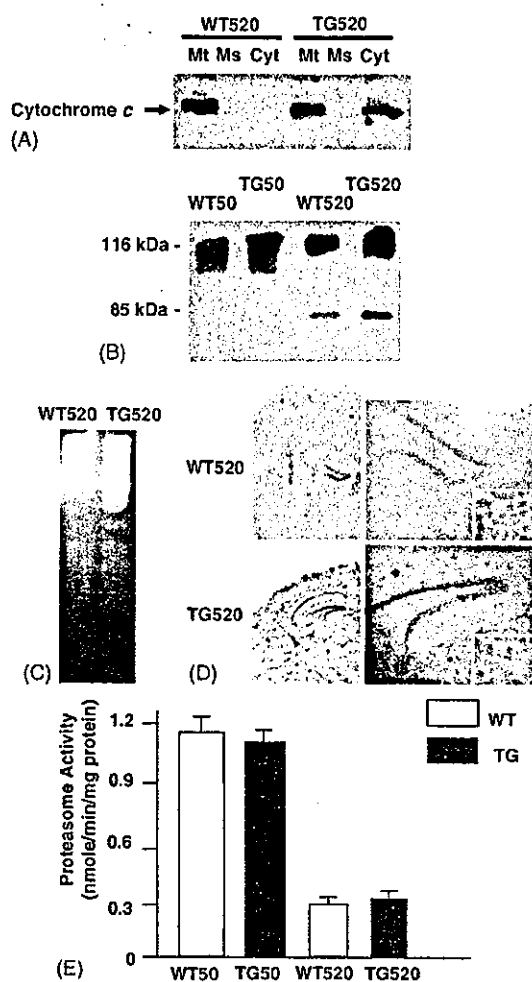 WT520 TG520
Mt Ms Cyt Mt Ms Cyt
Cytochrome c
(A)
WT50 TG50 WT520 TG520
116 kDa -
85 kDa -
(B)
WT520 TG520
(C)
WT520
TG520
(D)
WT
TG
Proteasome Activity
(nmole/min/mg protein)
1.2
0.9
0.6
0.3
0
WT50 TG50 WT520 TG520
(E)